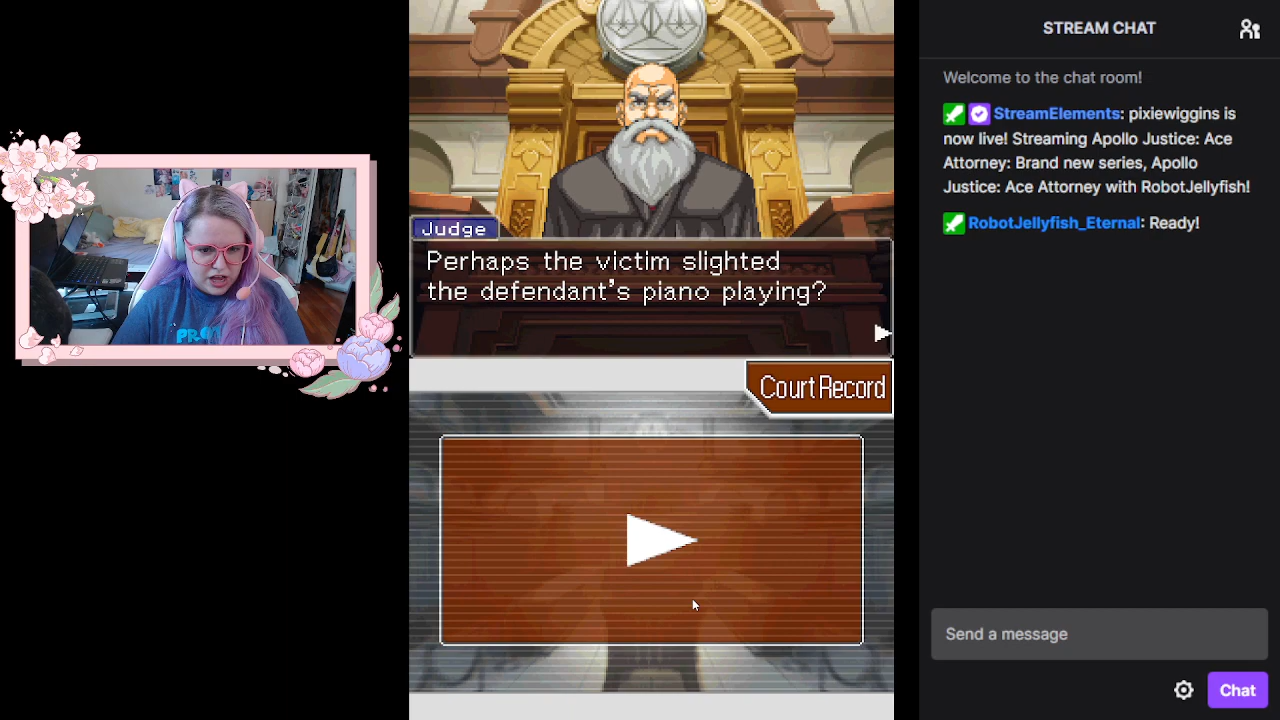 Judge
Perhaps the victim slighted
the defendant's piano playing?
Court Record
STREAM CHAT
Welcome to the chat room!
StreamElements: pixiewiggins is
now live! Streaming Apollo Justice: Ace
Attorney: Brand new series, Apollo
Justice: Ace Attorney with RobotJellyfish!
RobotJellyfish_Eternal: Ready!
Send a message
Chat